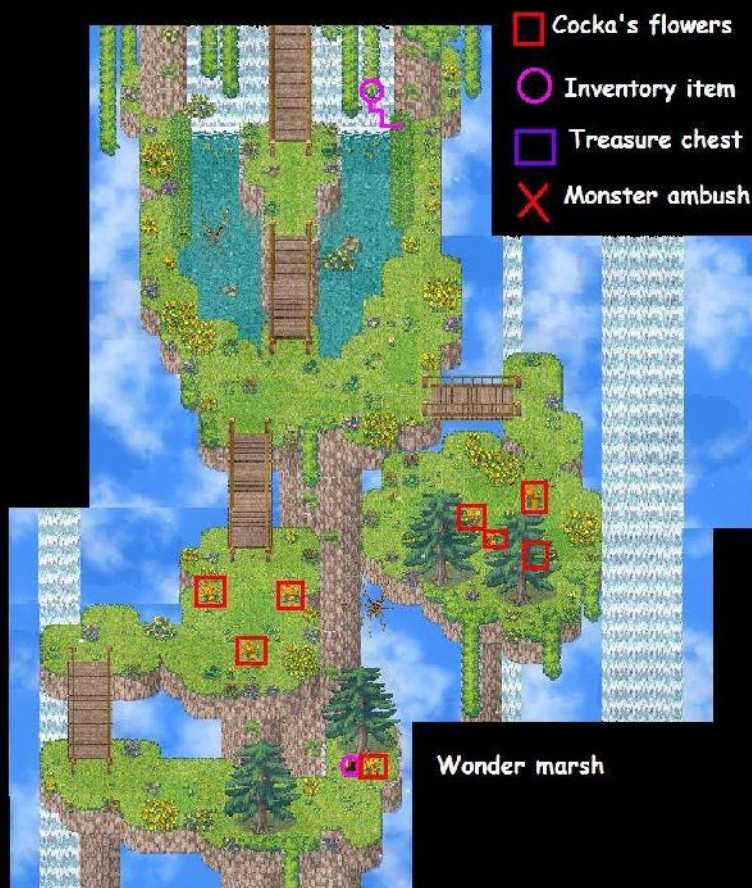 Cocka's flowers
Inventory item
Treasure chest
Monster ambush
Wonder marsh